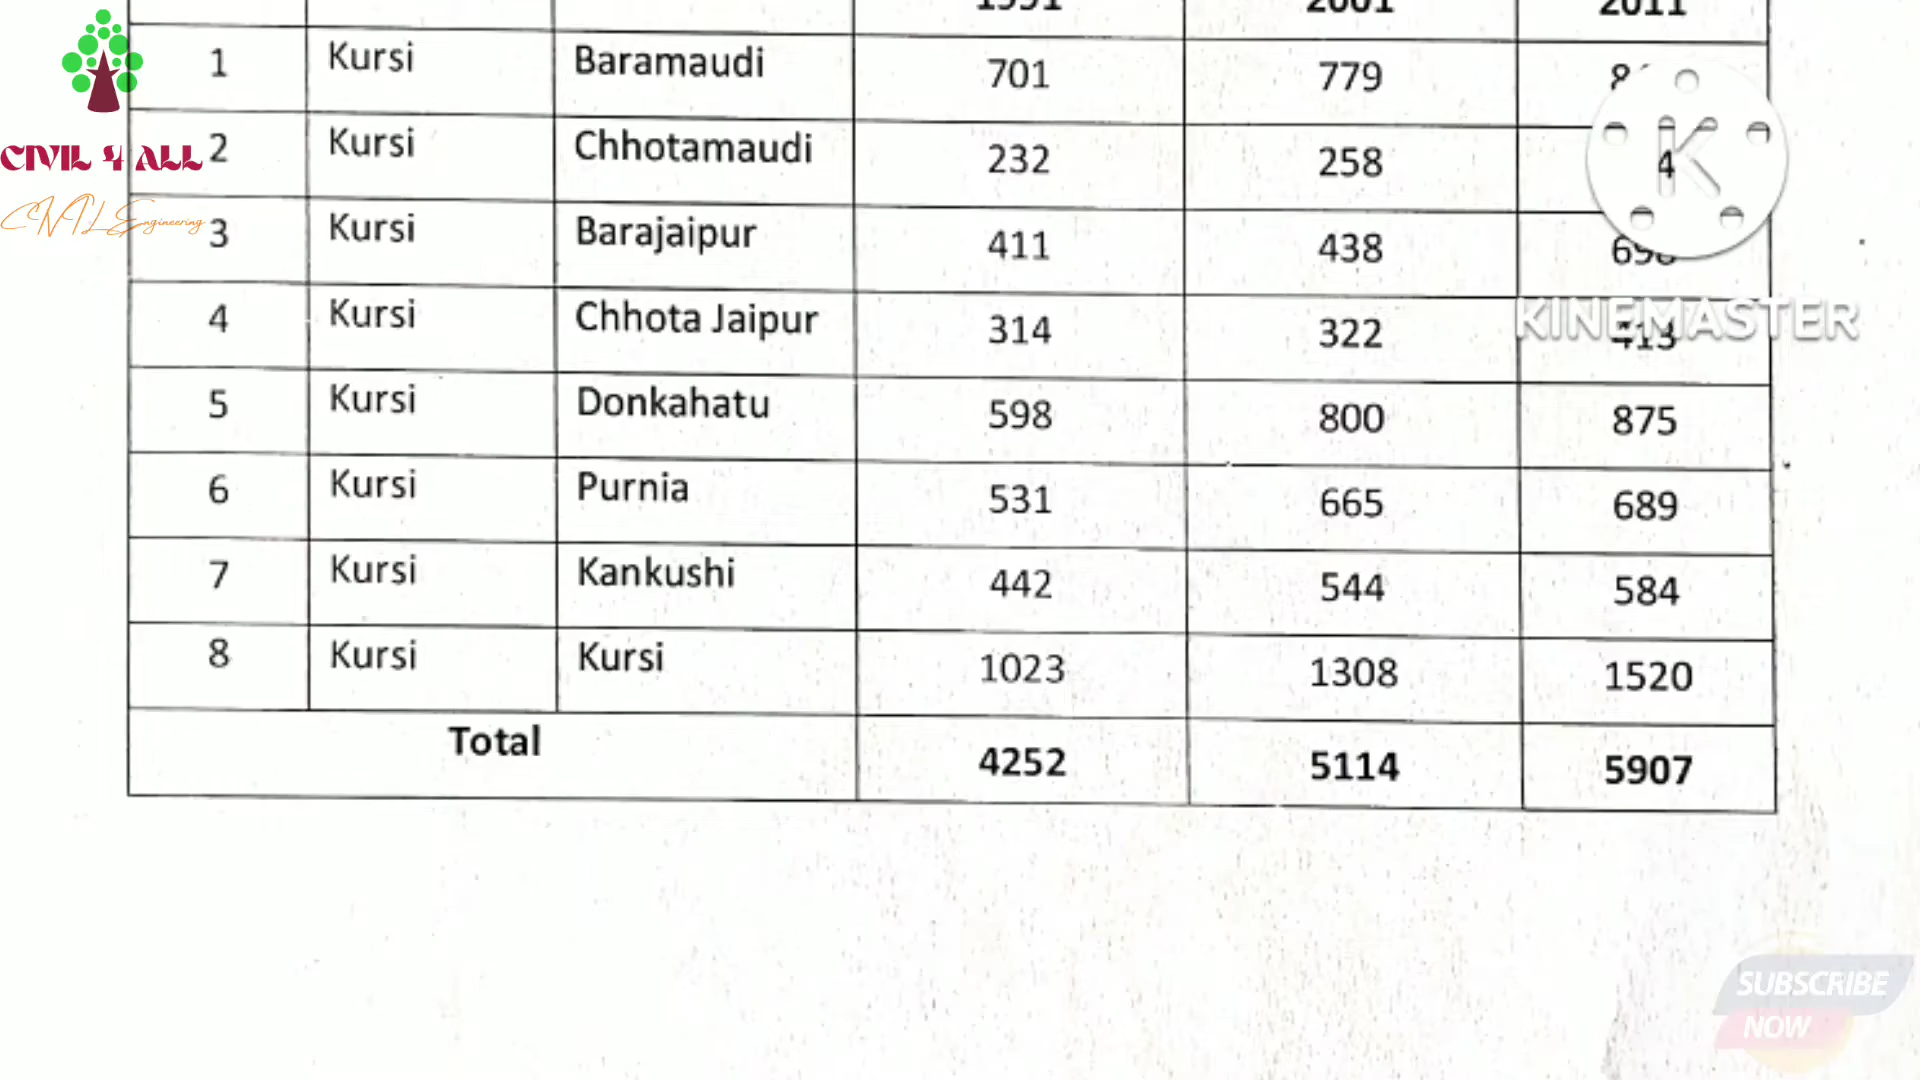 1991 2001 2011
1 Kursi Baramaudi 701 779
2 Kursi Chhotamaudi 232 258
3 Kursi Barajaipur 411 438
4 Kursi Chhota Jaipur 314 322 413
5 Kursi Donkahatu 598 800 875
6 Kursi Purnia 531 665 689
7 Kursi Kankushi 442 544 584
8 Kursi Kursi 1023 1308 1520
Total 4252 5114 5907
CIVIL 4 ALL
CIVIL Engineering
K
KINEMASTER
SUBSCRIBE
NOW